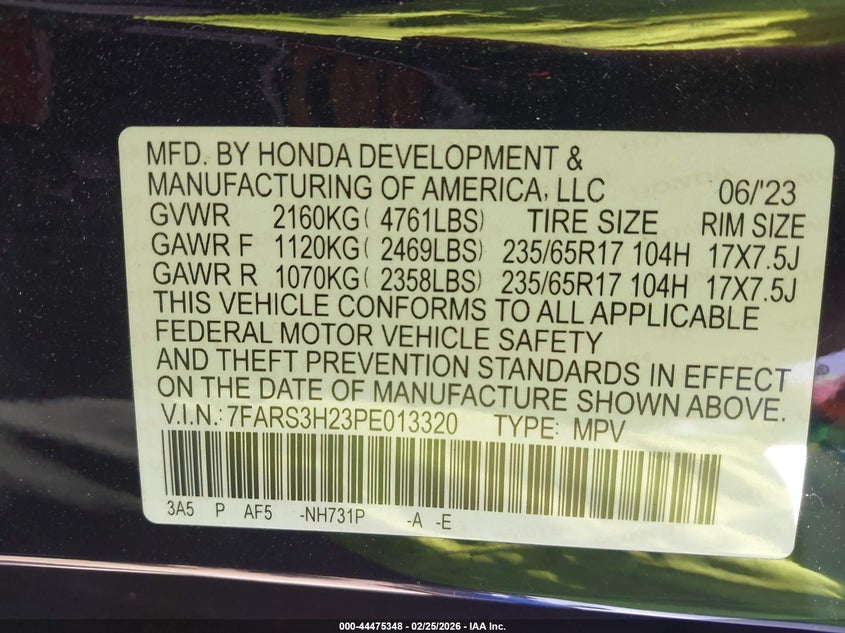 MFD. BY HONDA DEVELOPMENT &
MANUFACTURING OF AMERICA, LLC 06/'23
GVWR 2160KG( 4761LBS) TIRE SIZE RIM SIZE
GAWR F 1120KG( 2469LBS) 235/65R17 104H 17X7.5J
GAWR R 1070KG( 2358LBS) 235/65R17 104H 17X7.5J
THIS VEHICLE CONFORMS TO ALL APPLICABLE
FEDERAL MOTOR VEHICLE SAFETY
AND THEFT PREVENTION STANDARDS IN EFFECT
ON THE DATE OF MANUFACTURE SHOWN ABOVE.
V.I.N.: 7FARS3H23PE013320 TYPE: MPV
3A5 P AF5 -NH731P -A -E
000-44475348 - 02/25/2026 - IAA Inc.